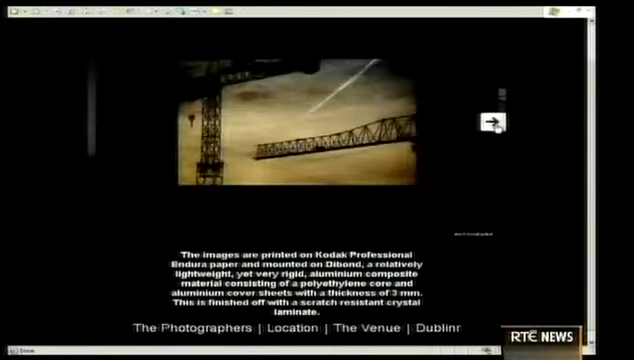 The images are printed on Kodak Professional
Endura paper and mounted on Dibond, a relatively
lightweight, yet very rigid, aluminium composite
material consisting of a polyethylene core and
aluminium cover sheets with a thickness of 3 mm.
This is finished off with a scratch resistant crystal
laminate.
The Photographers | Location | The Venue | Dublinr
RTÉ NEWS
Done